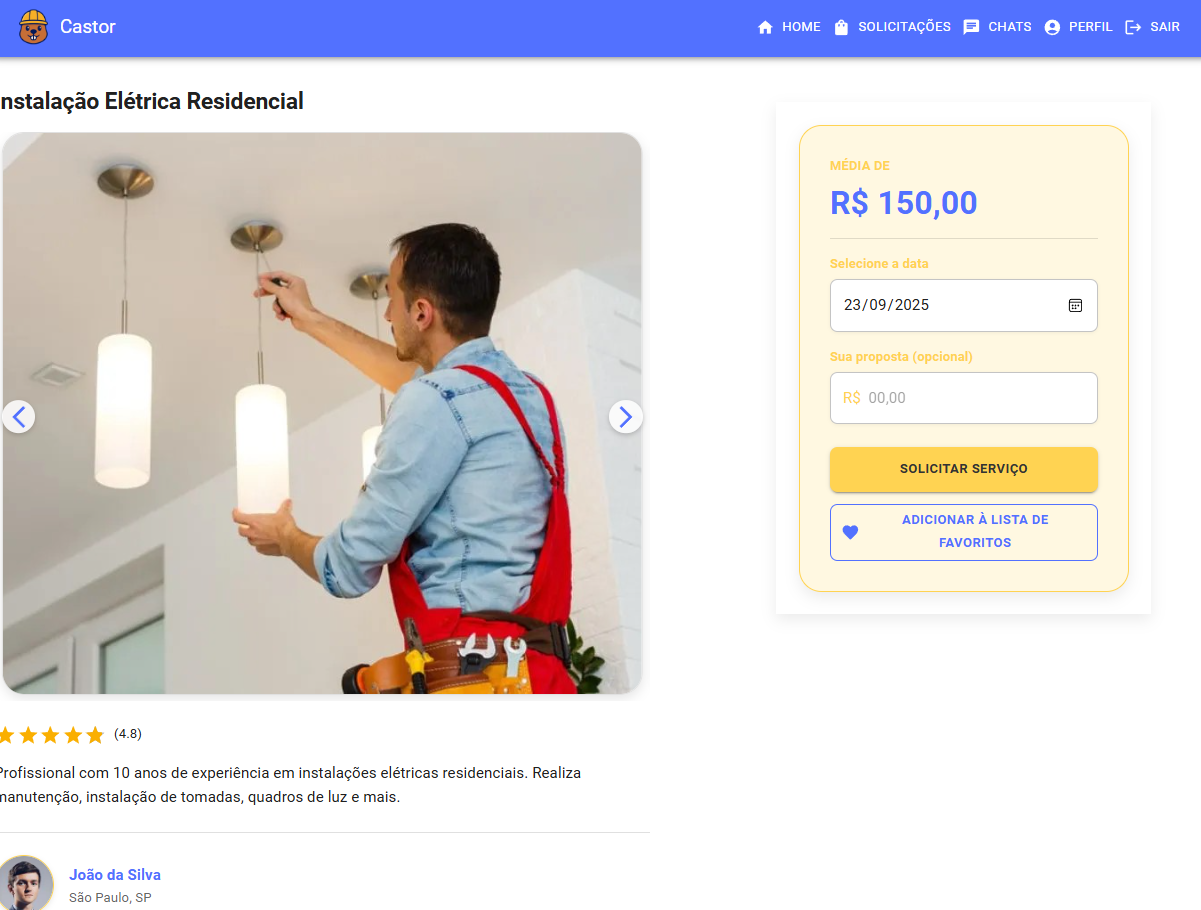 Castor
HOME
SOLICITAÇÕES
CHATS
PERFIL
SAIR
nstalação Elétrica Residencial
MÉDIA DE
R$ 150,00
Selecione a data
23/09/2025
Sua proposta (opcional)
R$ 00,00
SOLICITAR SERVIÇO
ADICIONAR À LISTA DE
FAVORITOS
(4.8)
Profissional com 10 anos de experiência em instalações elétricas residenciais. Realiza
manutenção, instalação de tomadas, quadros de luz e mais.
João da Silva
São Paulo, SP